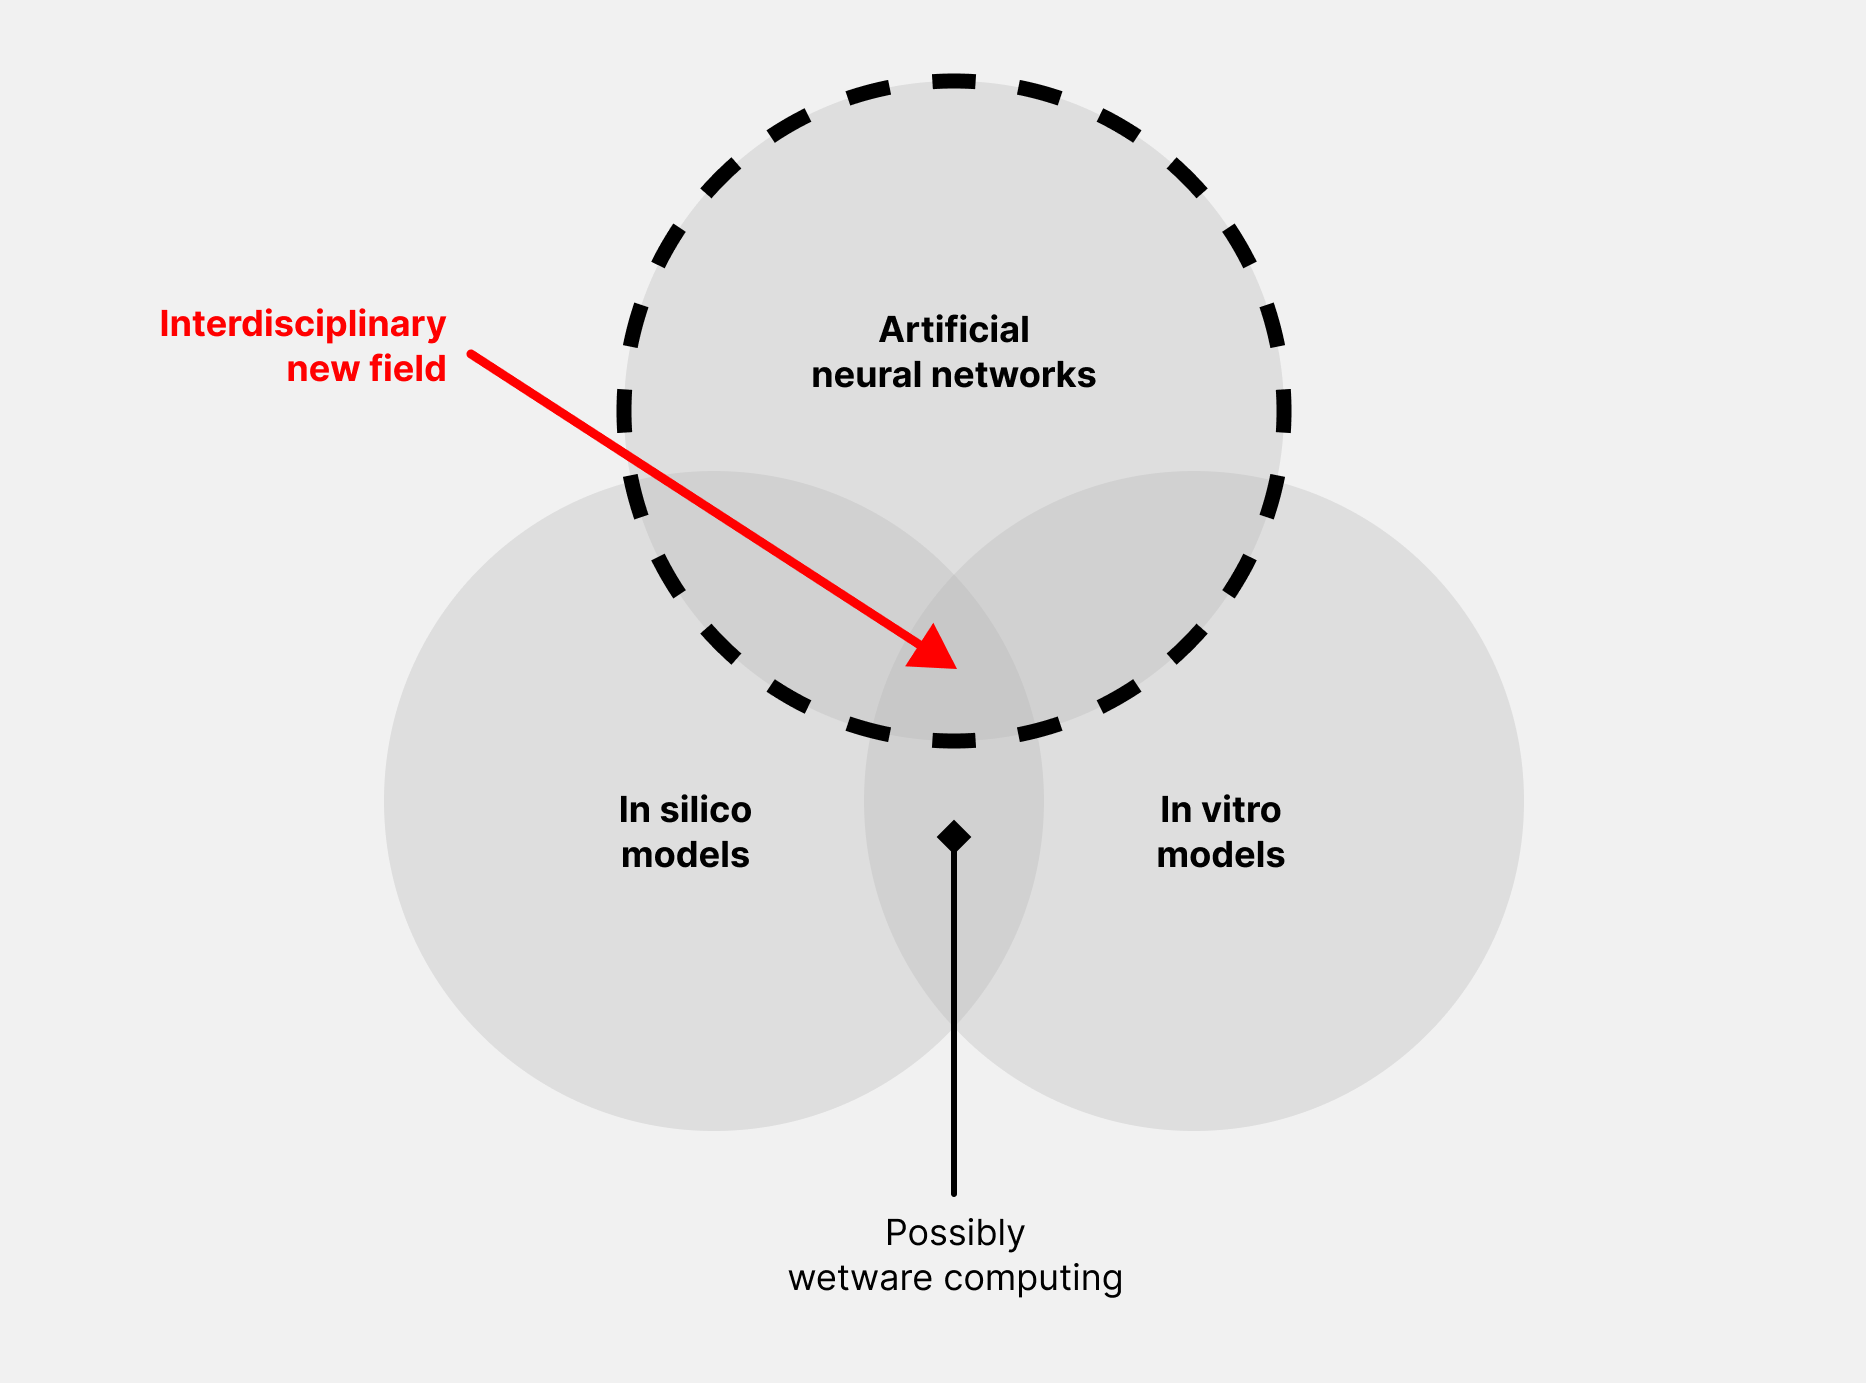 Interdisciplinary
new field
Artificial
neural networks
In silico
models
In vitro
models
Possibly
wetware computing